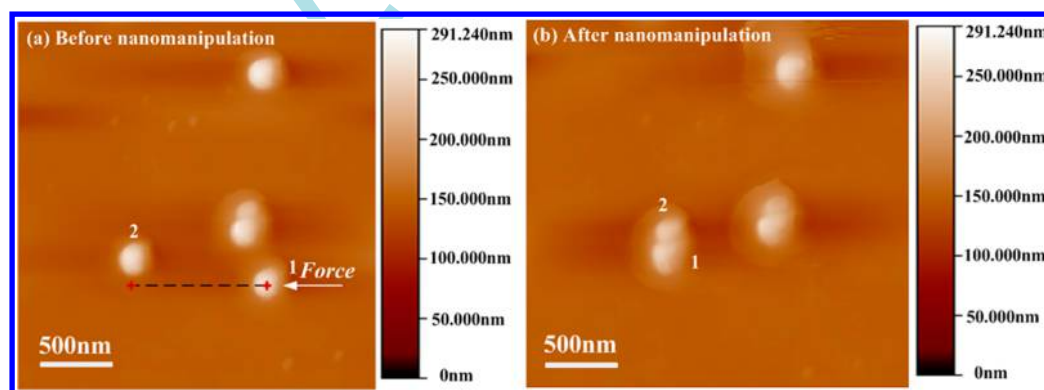 (a) Before nanomanipulation
2
1 Force
500nm
291.240nm
250.000nm
200.000nm
150.000nm
100.000nm
50.000nm
0nm
(b) After nanomanipulation
2
1
500nm
291.240nm
250.000nm
200.000nm
150.000nm
100.000nm
50.000nm
0nm